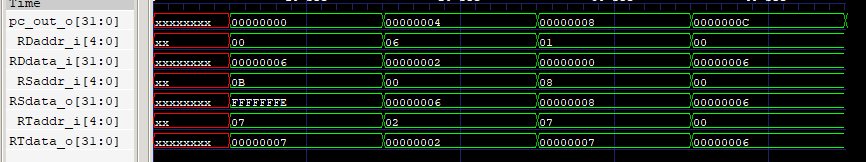 Time
pc_out_o[31:0] xxxxxxxx 00000000 00000004 00000008 0000000C
RDaddr_i[4:0] xx 00 06 01 00
RDdata_i[31:0] xxxxxxxx 00000006 00000002 00000000 00000006
RSaddr_i[4:0] xx 0B 00 08 00
RSdata_o[31:0] xxxxxxxx FFFFFFFE 00000006 00000008 00000006
RTaddr_i[4:0] xx 07 02 07 00
RTdata_o[31:0] xxxxxxxx 00000007 00000002 00000007 00000006